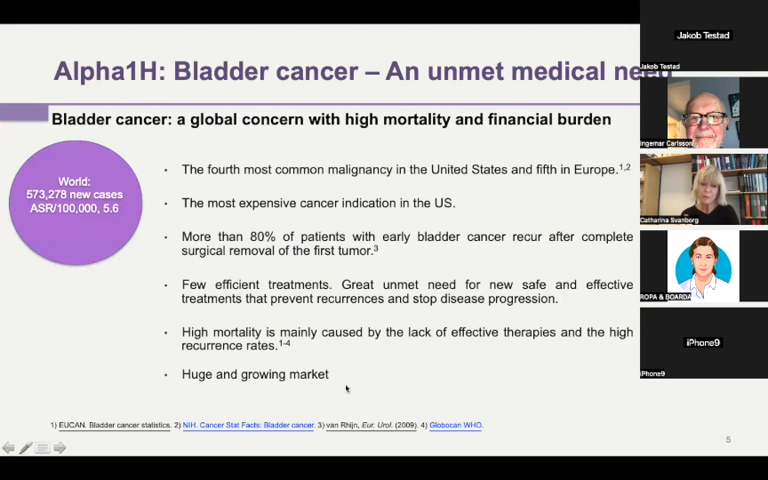 Alpha1H: Bladder cancer – An unmet medical need
Bladder cancer: a global concern with high mortality and financial burden
World:
573,278 new cases
ASR/100,000, 5.6
• The fourth most common malignancy in the United States and fifth in Europe.1,2
• The most expensive cancer indication in the US.
• More than 80% of patients with early bladder cancer recur after complete
surgical removal of the first tumor.3
• Few efficient treatments. Great unmet need for new safe and effective
treatments that prevent recurrences and stop disease progression.
• High mortality is mainly caused by the lack of effective therapies and the high
recurrence rates.1-4
• Huge and growing market
1) EUCAN. Bladder cancer statistics. 2) NIH. Cancer Stat Facts: Bladder cancer. 3) van Rhijn, Eur. Urol. (2009). 4) Globocan WHO.
5
Jakob Testad
Jakob Testad
Ingemar Carlsson
Catharina Svanborg
ROPA & BOARDA
iPhone9
iPhone9